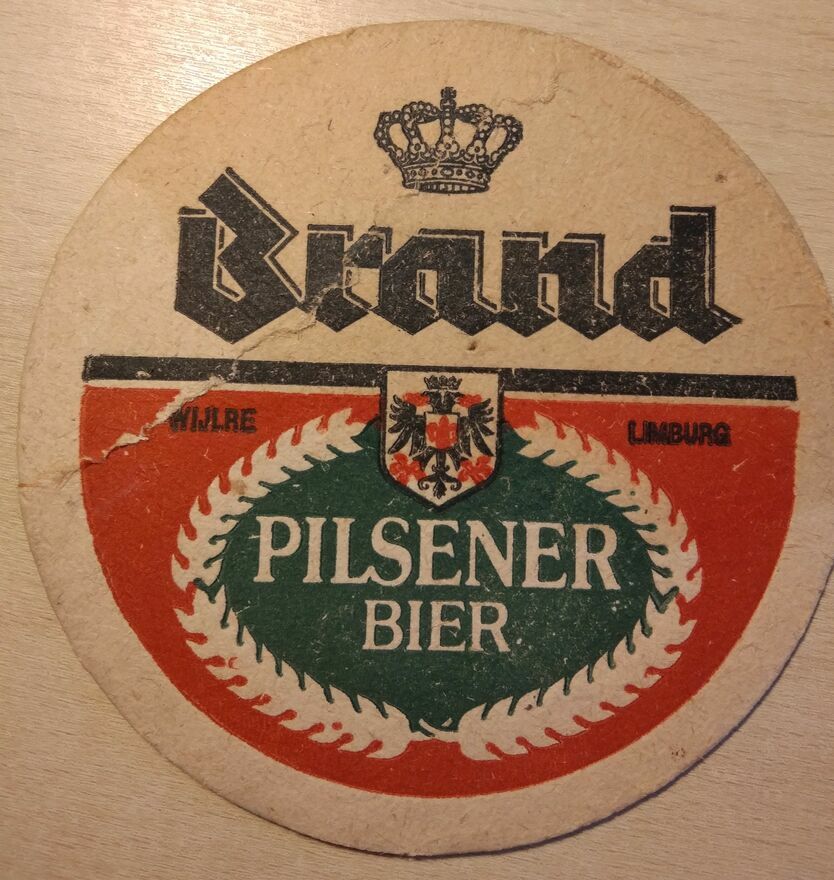 Brand
WIJLRE
LIMBURG
PILSENER
BIER